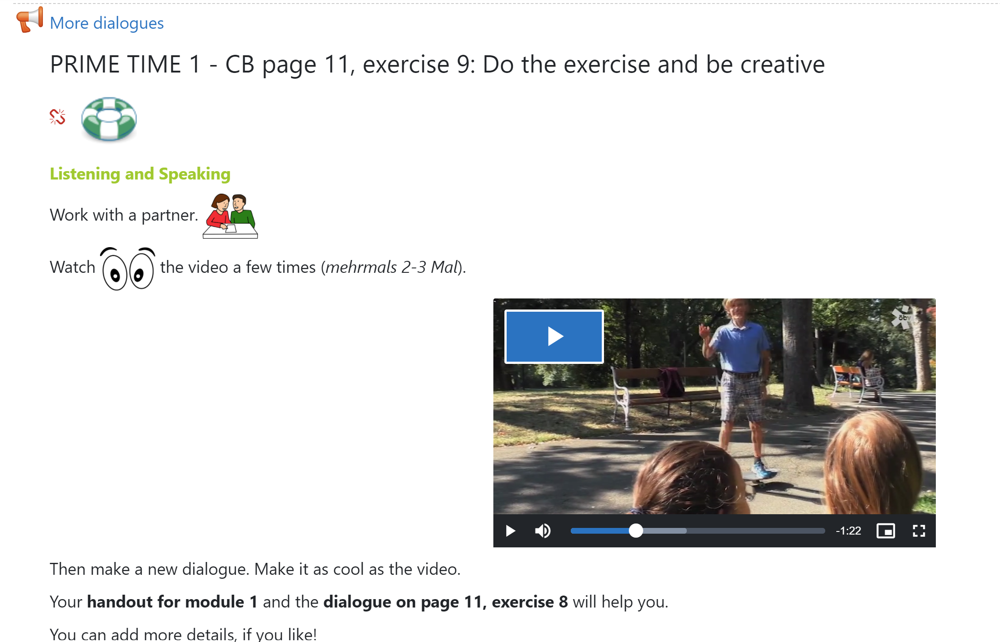 More dialogues
PRIME TIME 1 - CB page 11, exercise 9: Do the exercise and be creative
Listening and Speaking
Work with a partner.
Watch the video a few times (mehrmals 2-3 Mal).
öbv
-1:22
Then make a new dialogue. Make it as cool as the video.
Your handout for module 1 and the dialogue on page 11, exercise 8 will help you.
You can add more details, if you like!